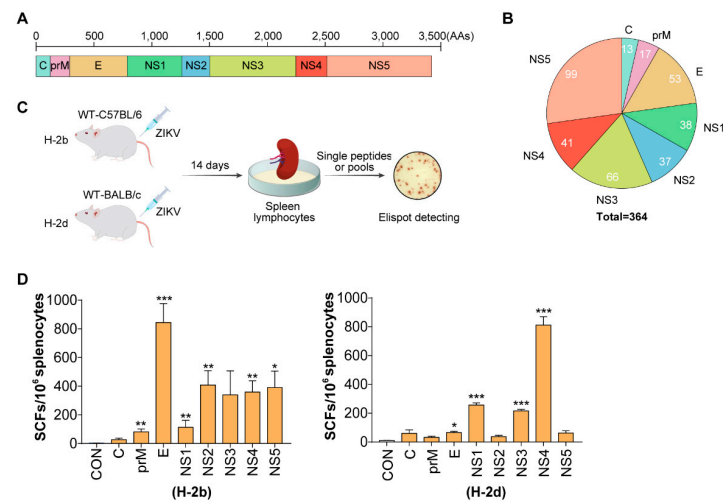 A
0 500 1,000 1,500 2,000 2,500 3,000 3,500(AAs)
C prM E NS1 NS2 NS3 NS4 NS5
B
C prM E NS1 NS2 NS3 NS4 NS5
13 17 53 38 37 66 41 99
Total=364
C
WT-C57BL/6
ZIKV
H-2b
WT-BALB/c
ZIKV
H-2d
14 days
Spleen
lymphocytes
Single peptides
or pools
Elispot detecting
D
SCFs/10⁶ splenocytes
1000
800
600
400
200
0
** *** ** ** ** *
CON C prM E NS1 NS2 NS3 NS4 NS5
(H-2b)
SCFs/10⁶ splenocytes
1000
800
600
400
200
0
* *** *** ***
CON C prM E NS1 NS2 NS3 NS4 NS5
(H-2d)